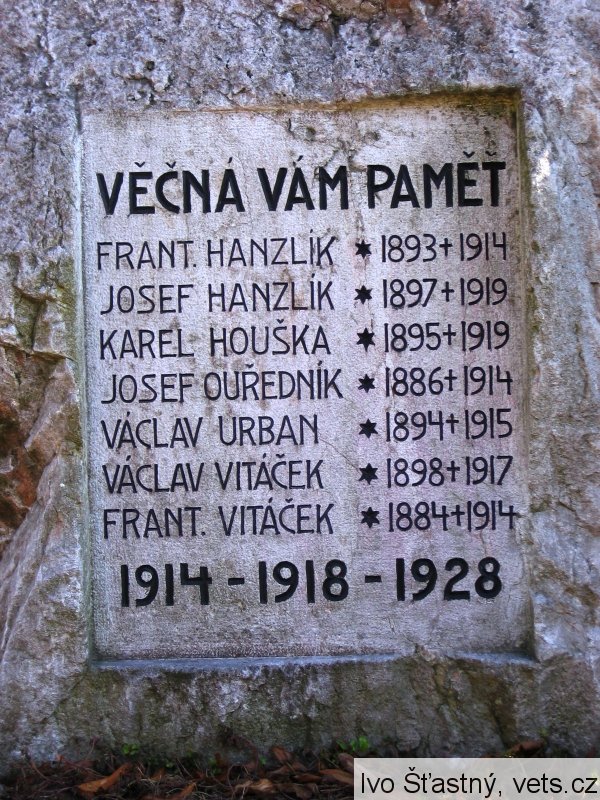 VĚČNÁ VÁM PAMĚŤ
FRANT. HANZLÍK ★ 1893 + 1914
JOSEF HANZLÍK ★ 1897 + 1919
KAREL HOUŠKA ★ 1895 + 1919
JOSEF OUŘEDNÍK ★ 1886 + 1914
VÁCLAV URBAN ★ 1894 + 1915
VÁCLAV VITÁČEK ★ 1898 + 1917
FRANT. VITÁČEK ★ 1884 + 1914
1914 - 1918 - 1928
Ivo Šťastný, vets.cz